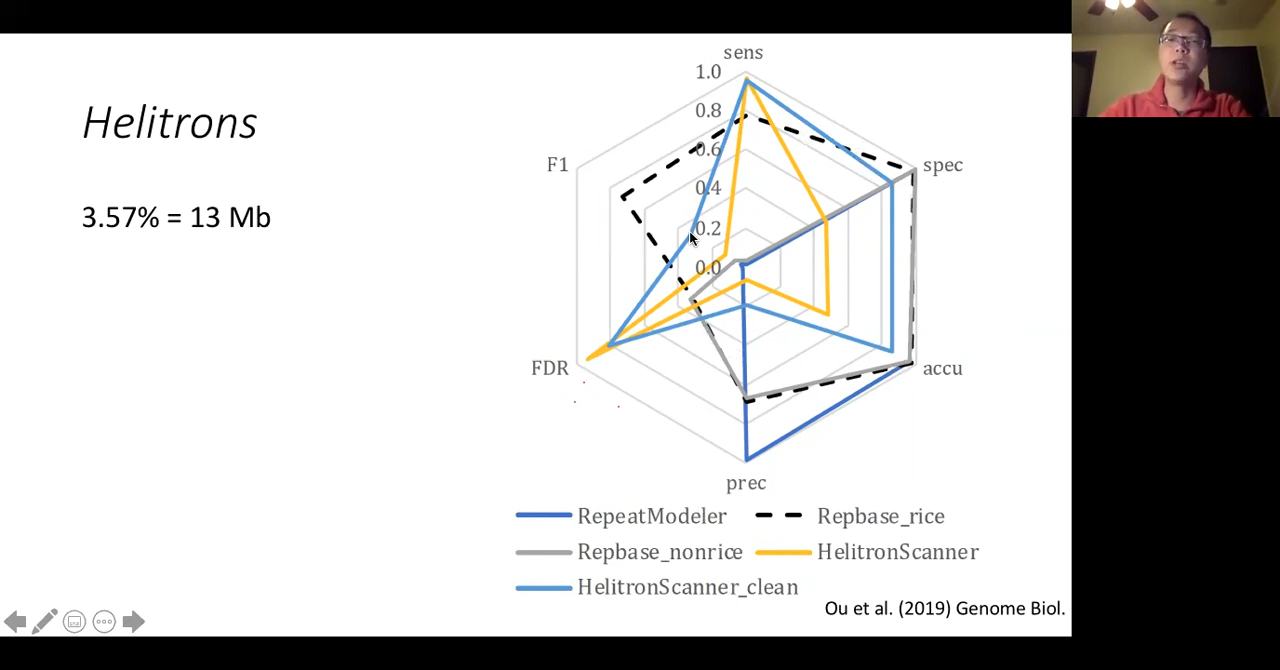 Helitrons
3.57% = 13 Mb
sens
1.0
0.8
0.6
0.4
0.2
0.0
F1
spec
FDR
accu
prec
RepeatModeler
Repbase_rice
Repbase_nonrice
HelitronScanner
HelitronScanner_clean
Ou et al. (2019) Genome Biol.